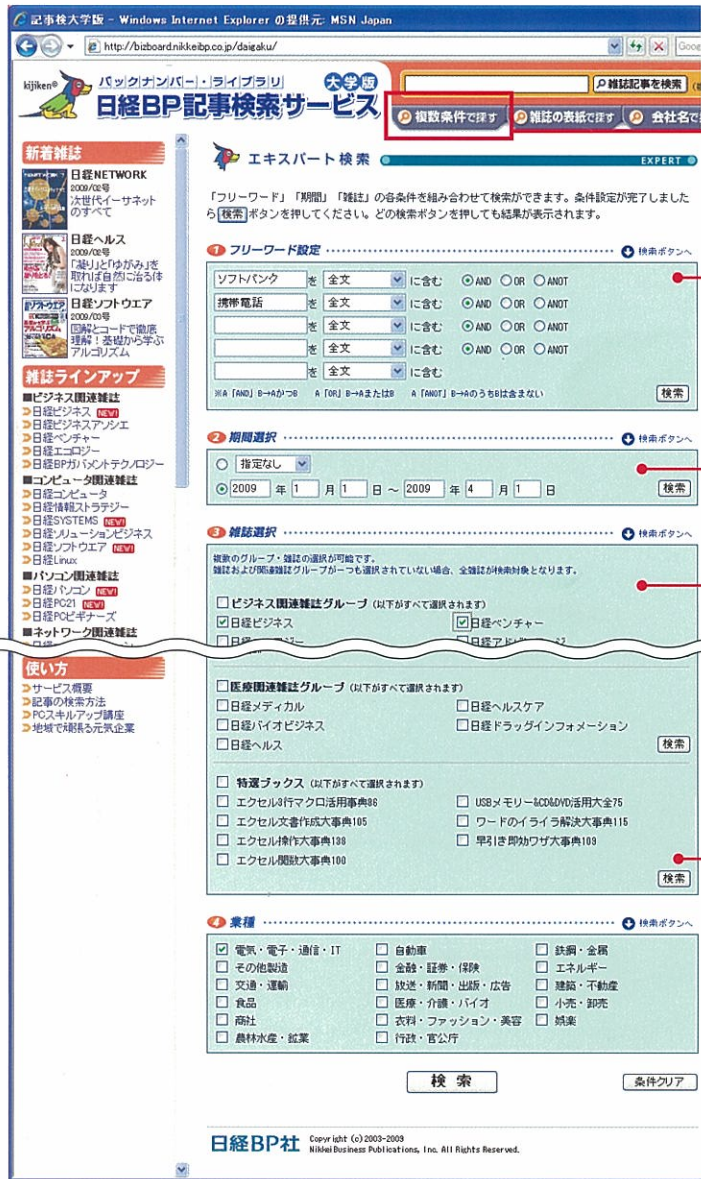 記事検大学版 - Windows Internet Explorer の提供元: MSN Japan
http://bizboard.nikkeibp.co.jp/daigaku/
kijiken®
バックナンバー・ライブラリ 大学版
日経BP記事検索サービス
雑誌記事を検索
複数条件で探す 雑誌の表紙で探す 会社名で
新着雑誌
日経NETWORK
2009/02号
次世代イーサネット
のすべて
日経ヘルス
2009/02号
「凝り」と「ゆがみ」を
取れば自然に治る体
になります
日経ソフトウエア
2009/03号
図解とコードで徹底
理解!基礎から学ぶ
アルゴリズム
雑誌ラインアップ
■ビジネス関連雑誌
日経ビジネス NEW!
日経ビジネスアソシエ
日経ベンチャー
日経エコロジー
日経BPガバメントテクノロジー
■コンピュータ関連雑誌
日経コンピュータ
日経情報ストラテジー
日経SYSTEMS NEW!
日経ソリューションビジネス
日経ソフトウエア NEW!
日経Linux
■パソコン関連雑誌
日経パソコン NEW!
日経PC21 NEW!
日経PCビギナーズ
■ネットワーク関連雑誌
使い方
サービス概要
記事の検索方法
PCスキルアップ講座
地域で頑張る元気企業
エキスパート検索 EXPERT
「フリーワード」「期間」「雑誌」の各条件を組み合わせて検索ができます。条件設定が完了しました
ら 検索 ボタンを押してください。どの検索ボタンを押しても結果が表示されます。
1 フリーワード設定 検索ボタンへ
ソフトバンク を 全文 に含む AND OR ANOT
携帯電話 を 全文 に含む AND OR ANOT
を 全文 に含む AND OR ANOT
を 全文 に含む AND OR ANOT
を 全文 に含む
※A「AND」B→AかつB A「OR」B→AまたはB A「ANOT」B→AのうちBは含まない 検索
2 期間選択 検索ボタンへ
指定なし
2009 年 1 月 1 日 ~ 2009 年 4 月 1 日 検索
3 雑誌選択 検索ボタンへ
複数のグループ・雑誌の選択が可能です。
雑誌および関連雑誌グループが一つも選択されていない場合、全雑誌が検索対象となります。
ビジネス関連雑誌グループ (以下がすべて選択されます)
日経ビジネス 日経ベンチャー
医療関連雑誌グループ (以下がすべて選択されます)
日経メディカル 日経ヘルスケア
日経バイオビジネス 日経ドラッグインフォメーション
日経ヘルス 検索
特選ブックス (以下がすべて選択されます)
エクセル3行マクロ活用事典86 USBメモリー&CD&DVD活用大全75
エクセル文書作成大事典105 ワードのイライラ解決大事典115
エクセル操作大事典138 早引き即効ワザ大事典109
エクセル関数大事典100
検索
4 業種 検索ボタンへ
電気・電子・通信・IT 自動車 鉄鋼・金属
その他製造 金融・証券・保険 エネルギー
交通・運輸 放送・新聞・出版・広告 建築・不動産
食品 医療・介護・バイオ 小売・卸売
商社 衣料・ファッション・美容 娯楽
農林水産・鉱業 行政・官公庁
検索 条件クリア
日経BP社 Copyright (c)2003-2009
Nikkei Business Publications, Inc. All Rights Reserved.